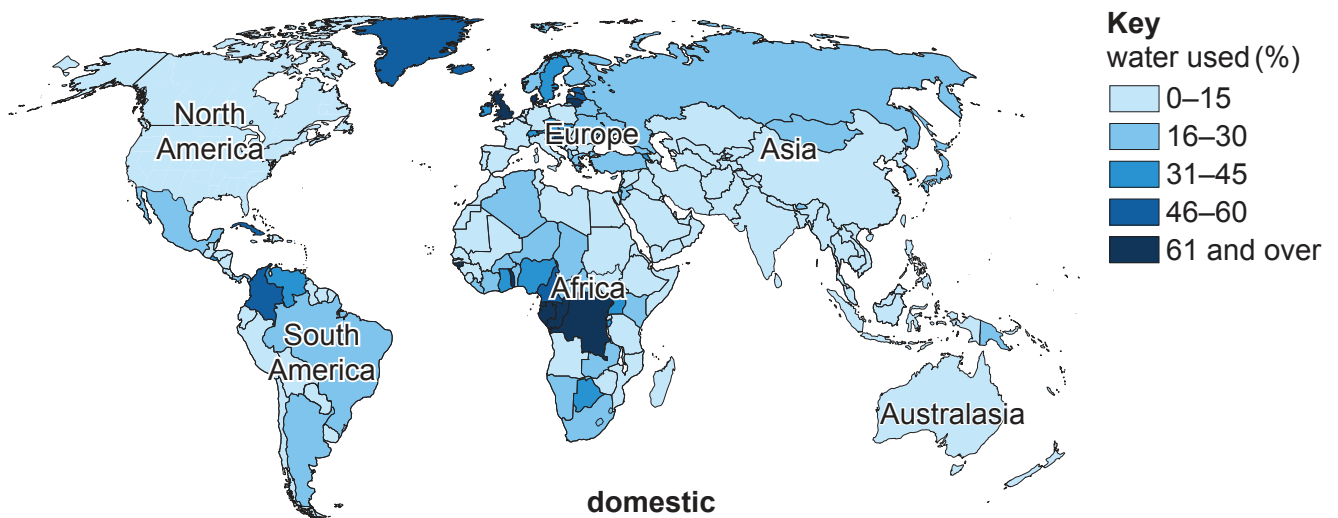 Key
water used (%)
0–15
16–30
31–45
46–60
61 and over
North
America
Europe
Asia
Africa
South
America
Australasia
domestic